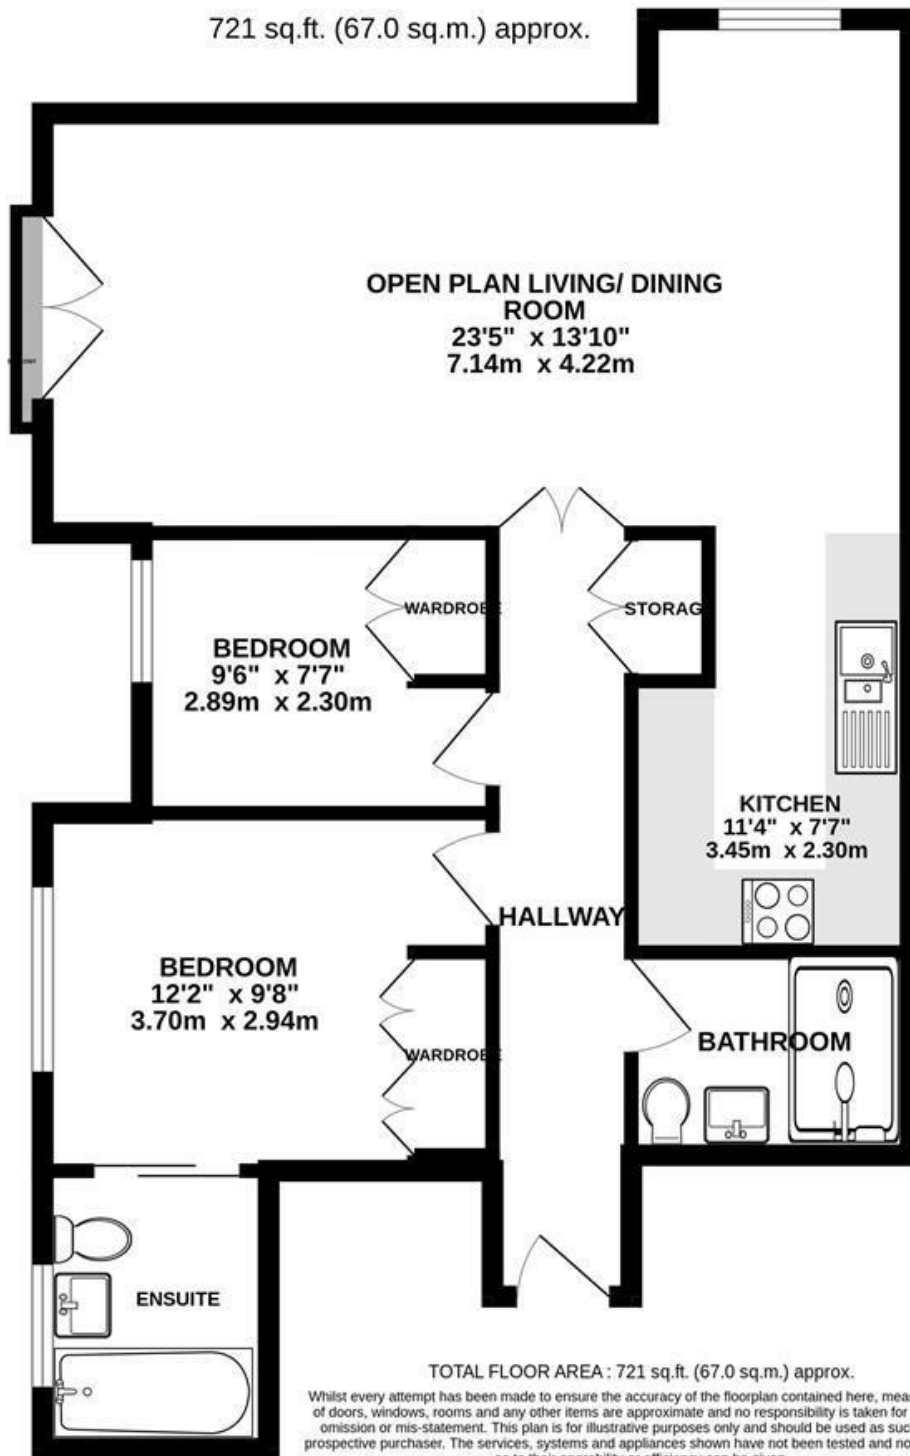 721 sq.ft. (67.0 sq.m.) approx.
OPEN PLAN LIVING/ DINING
ROOM
23'5" x 13'10"
7.14m x 4.22m
WARDROBE
STORAG
BEDROOM
9'6" x 7'7"
2.89m x 2.30m
KITCHEN
11'4" x 7'7"
3.45m x 2.30m
HALLWAY
BEDROOM
12'2" x 9'8"
3.70m x 2.94m
WARDROBE
BATHROOM
ENSUITE
TOTAL FLOOR AREA : 721 sq.ft. (67.0 sq.m.) approx.
Whilst every attempt has been made to ensure the accuracy of the floorplan contained here, meas
of doors, windows, rooms and any other items are approximate and no responsibility is taken for
omission or mis-statement. This plan is for illustrative purposes only and should be used as suc
prospective purchaser. The services, systems and appliances shown have not been tested and no